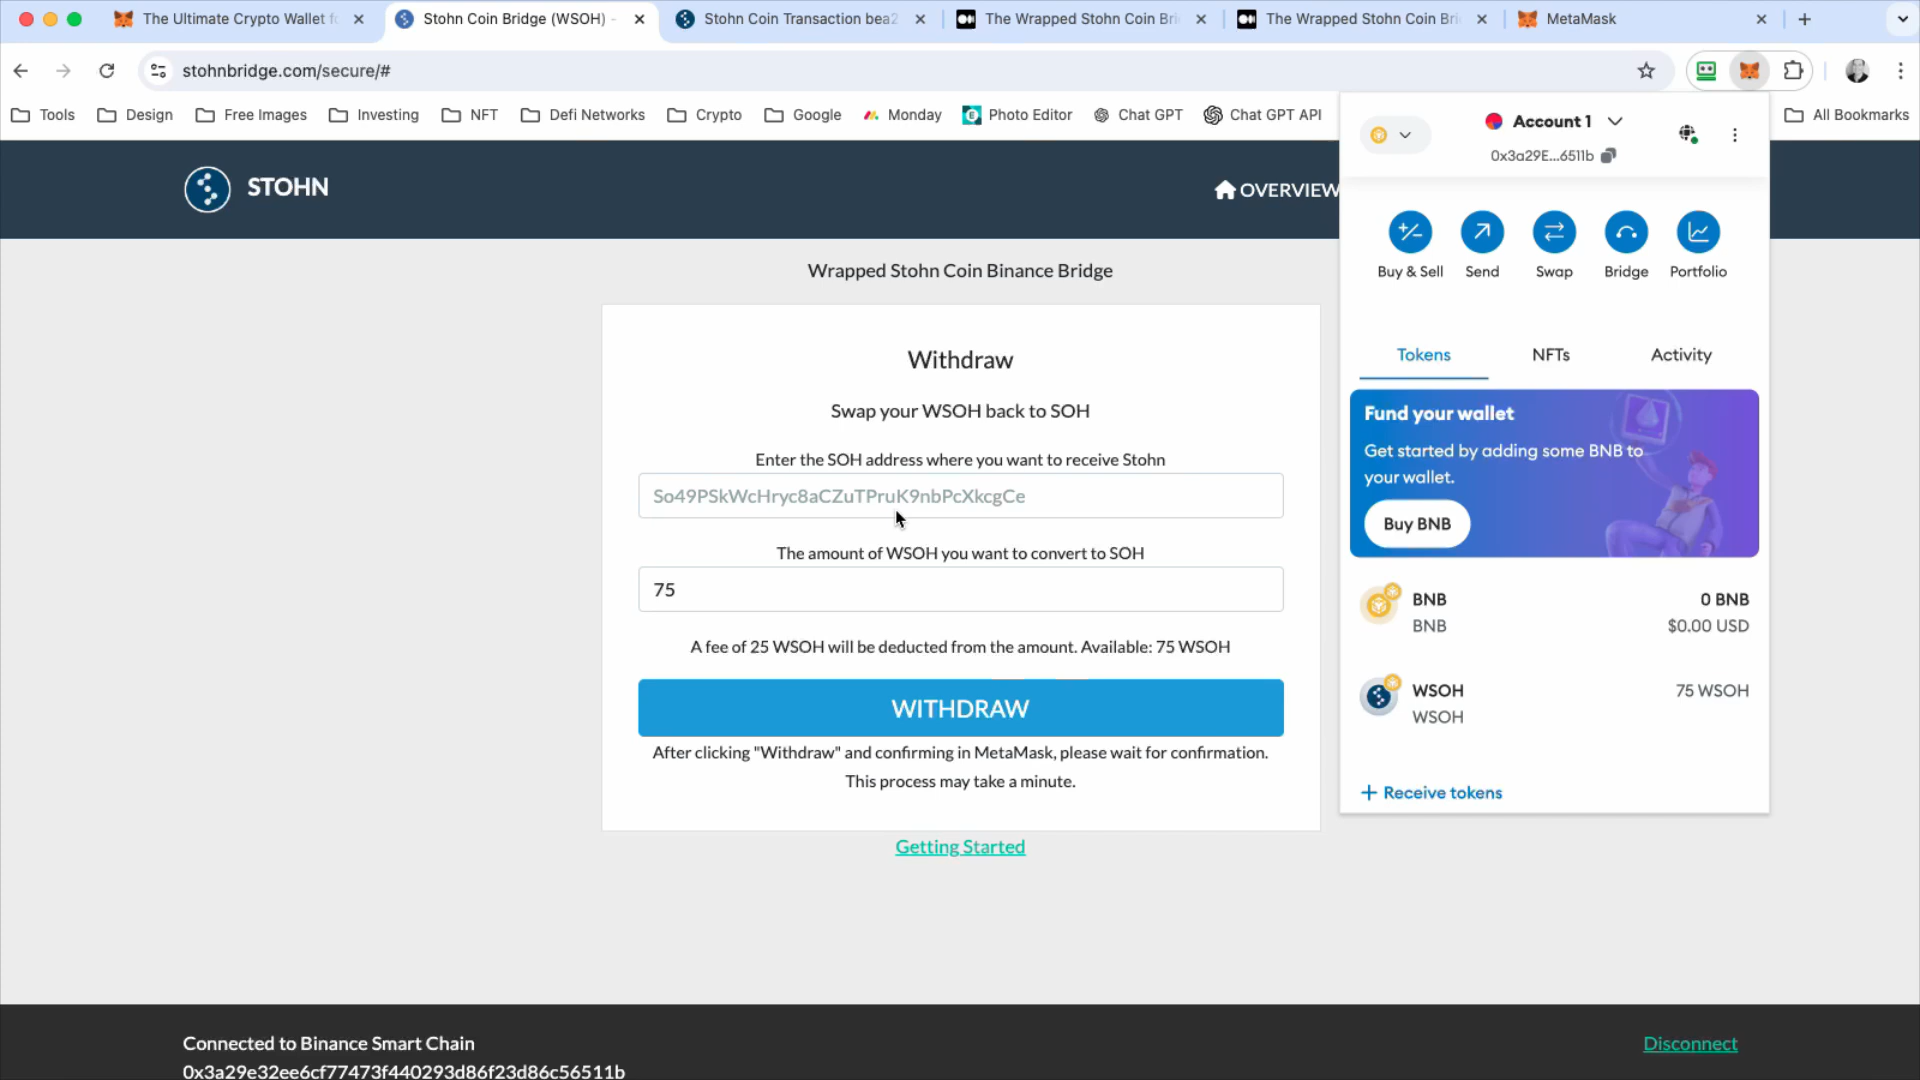 The Ultimate Crypto Wallet fo
Stohn Coin Bridge (WSOH) -
Stohn Coin Transaction bea2
The Wrapped Stohn Coin Bri
The Wrapped Stohn Coin Bri
MetaMask
stohnbridge.com/secure/#
Tools
Design
Free Images
Investing
NFT
Defi Networks
Crypto
Google
Monday
Photo Editor
Chat GPT
Chat GPT API
All Bookmarks
STOHN
OVERVIEW
Wrapped Stohn Coin Binance Bridge
Withdraw
Swap your WSOH back to SOH
Enter the SOH address where you want to receive Stohn
So49PSkWcHryc8aCZuTPruK9nbPcXkcgCe
The amount of WSOH you want to convert to SOH
75
A fee of 25 WSOH will be deducted from the amount. Available: 75 WSOH
WITHDRAW
After clicking "Withdraw" and confirming in MetaMask, please wait for confirmation.
This process may take a minute.
Getting Started
Account 1
0x3a29E...6511b
Buy & Sell
Send
Swap
Bridge
Portfolio
Tokens
NFTs
Activity
Fund your wallet
Get started by adding some BNB to
your wallet.
Buy BNB
BNB
0 BNB
BNB
$0.00 USD
WSOH
75 WSOH
WSOH
+ Receive tokens
Connected to Binance Smart Chain
Disconnect
0x3a29e32ee6cf77473f440293d86f23d86c56511b